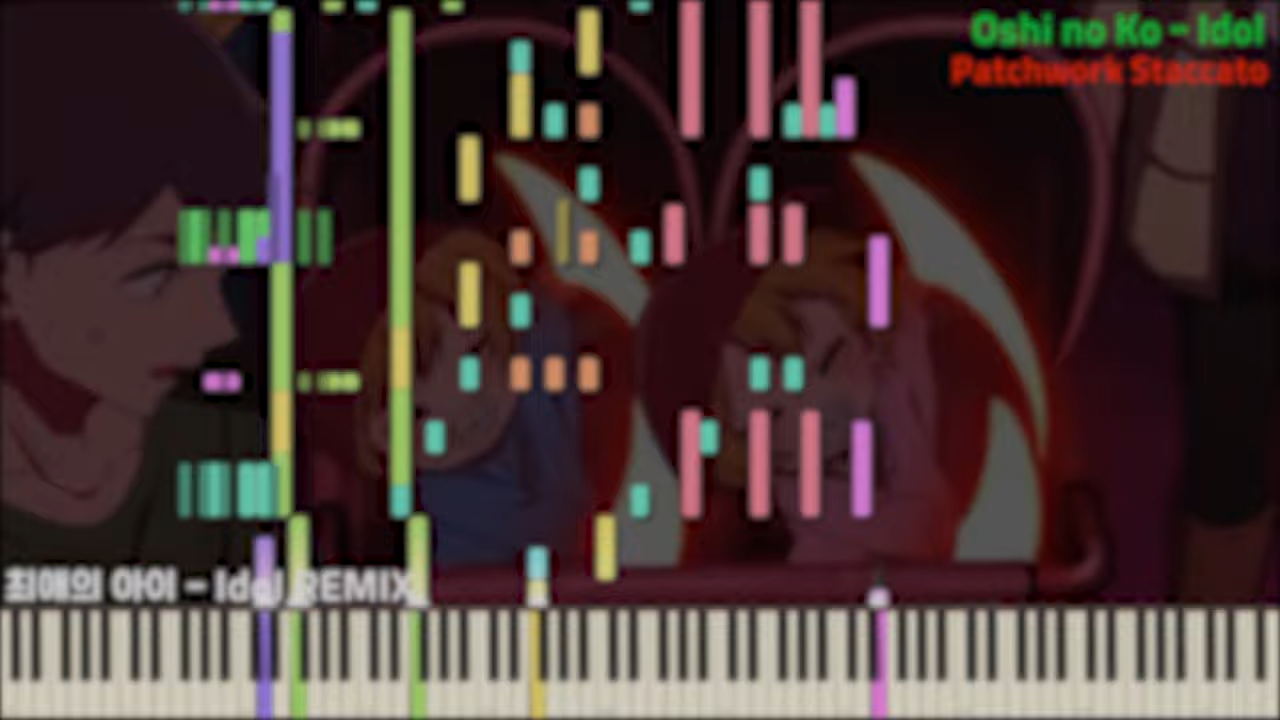 Oshi no Ko - Idol
Patchwork Staccato
최애의 아이 - Idol REMIX